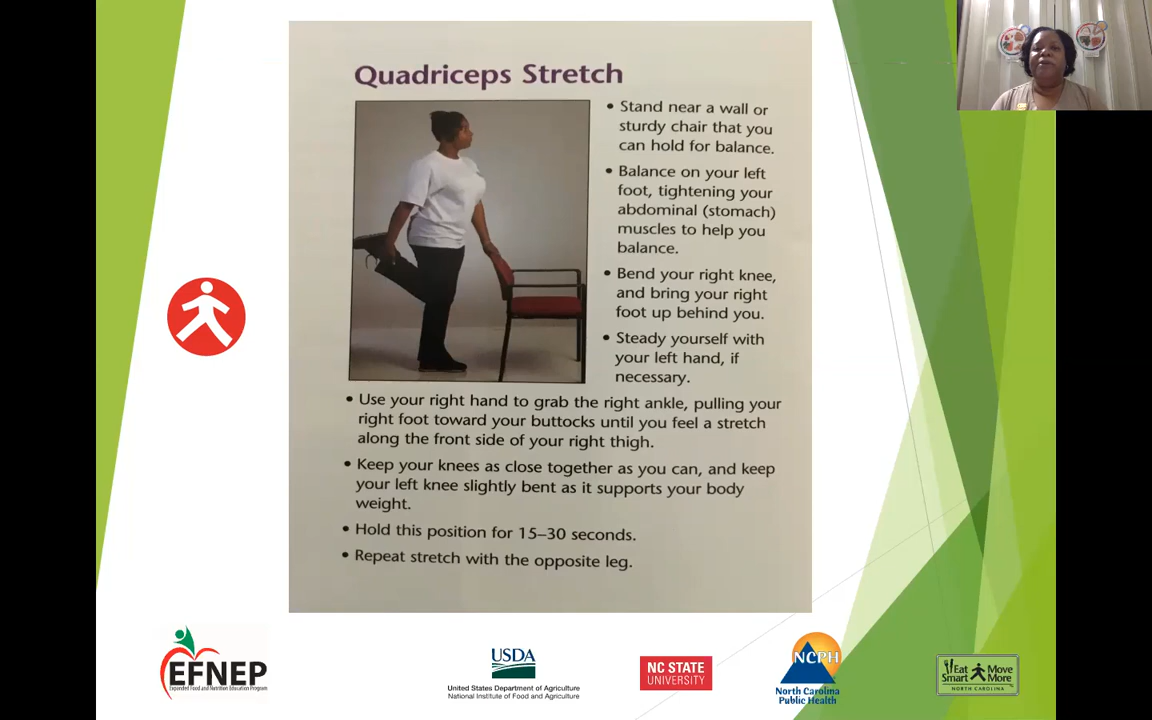 Quadriceps Stretch
• Stand near a wall or
sturdy chair that you
can hold for balance.
• Balance on your left
foot, tightening your
abdominal (stomach)
muscles to help you
balance.
• Bend your right knee,
and bring your right
foot up behind you.
• Steady yourself with
your left hand, if
necessary.
• Use your right hand to grab the right ankle, pulling your
right foot toward your buttocks until you feel a stretch
along the front side of your right thigh.
• Keep your knees as close together as you can, and keep
your left knee slightly bent as it supports your body
weight.
• Hold this position for 15–30 seconds.
• Repeat stretch with the opposite leg.
EFNEP
Expanded Food and Nutrition Education Program
USDA
United States Department of Agriculture
National Institute of Food and Agriculture
NC STATE
UNIVERSITY
NCPH
North Carolina
Public Health
Eat Smart
Move More
NORTH CAROLINA